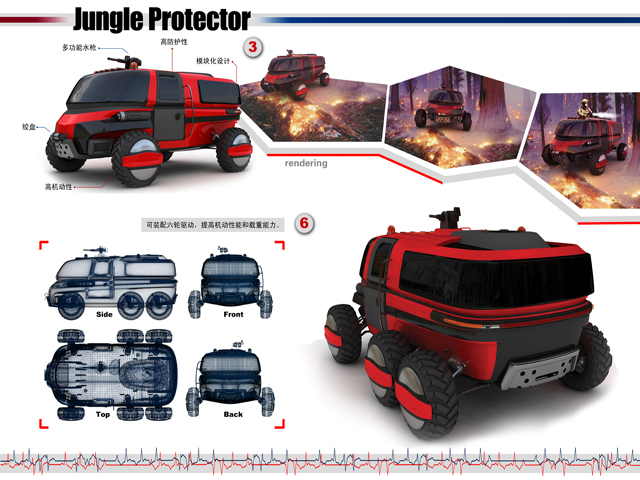 Jungle Protector
多功能水枪
高防护性
3
模块化设计
绞盘
高机动性
rendering
可装配六轮驱动，提高机动性能和载重能力。
6
Side
Front
Top
Back